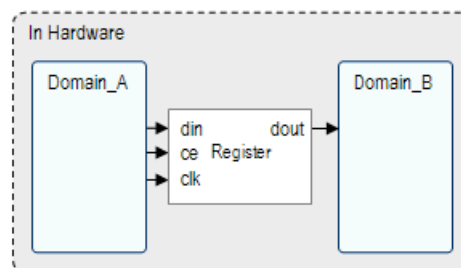 In Hardware
Domain_A
Domain_B
din dout
ce Register
clk